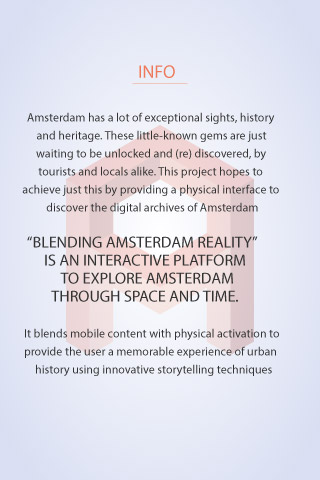 INFO
Amsterdam has a lot of exceptional sights, history
and heritage. These little-known gems are just
waiting to be unlocked and (re) discovered, by
tourists and locals alike. This project hopes to
achieve just this by providing a physical interface to
discover the digital archives of Amsterdam
“BLENDING AMSTERDAM REALITY”
IS AN INTERACTIVE PLATFORM
TO EXPLORE AMSTERDAM
THROUGH SPACE AND TIME.
It blends mobile content with physical activation to
provide the user a memorable experience of urban
history using innovative storytelling techniques